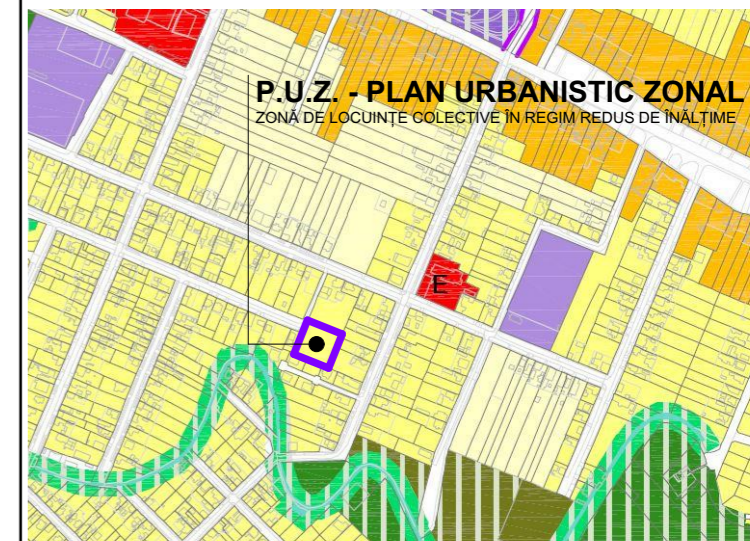 P.U.Z. - PLAN URBANISTIC ZONAL
ZONĂ DE LOCUINȚE COLECTIVE ÎN REGIM REDUS DE ÎNĂLȚIME
E